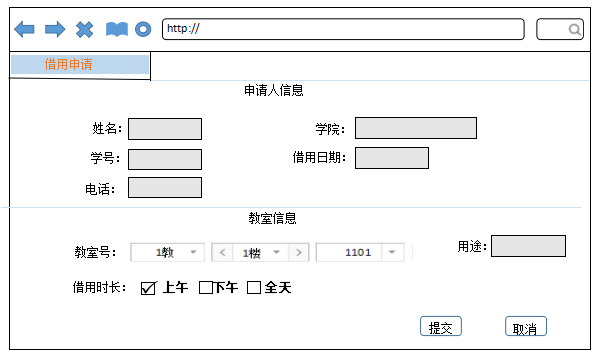 http://
借用申请
申请人信息
姓名： 学院：
学号： 借用日期：
电话：
教室信息
教室号： 1教 < 1楼 > 1101 用途：
借用时长： 上午 下午 全天
提交 取消